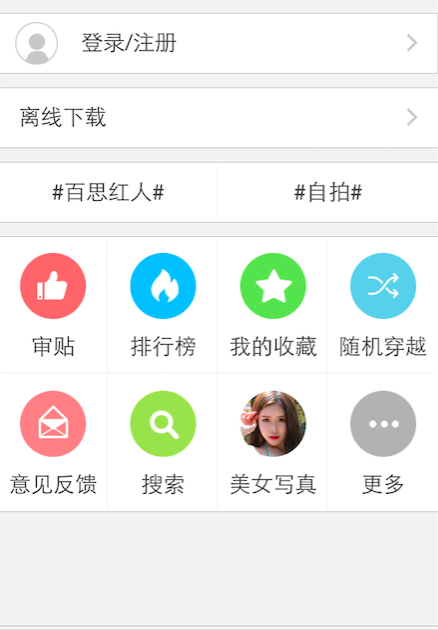 登录/注册
离线下载
#百思红人# #自拍#
审贴 排行榜 我的收藏 随机穿越
意见反馈 搜索 美女写真 更多